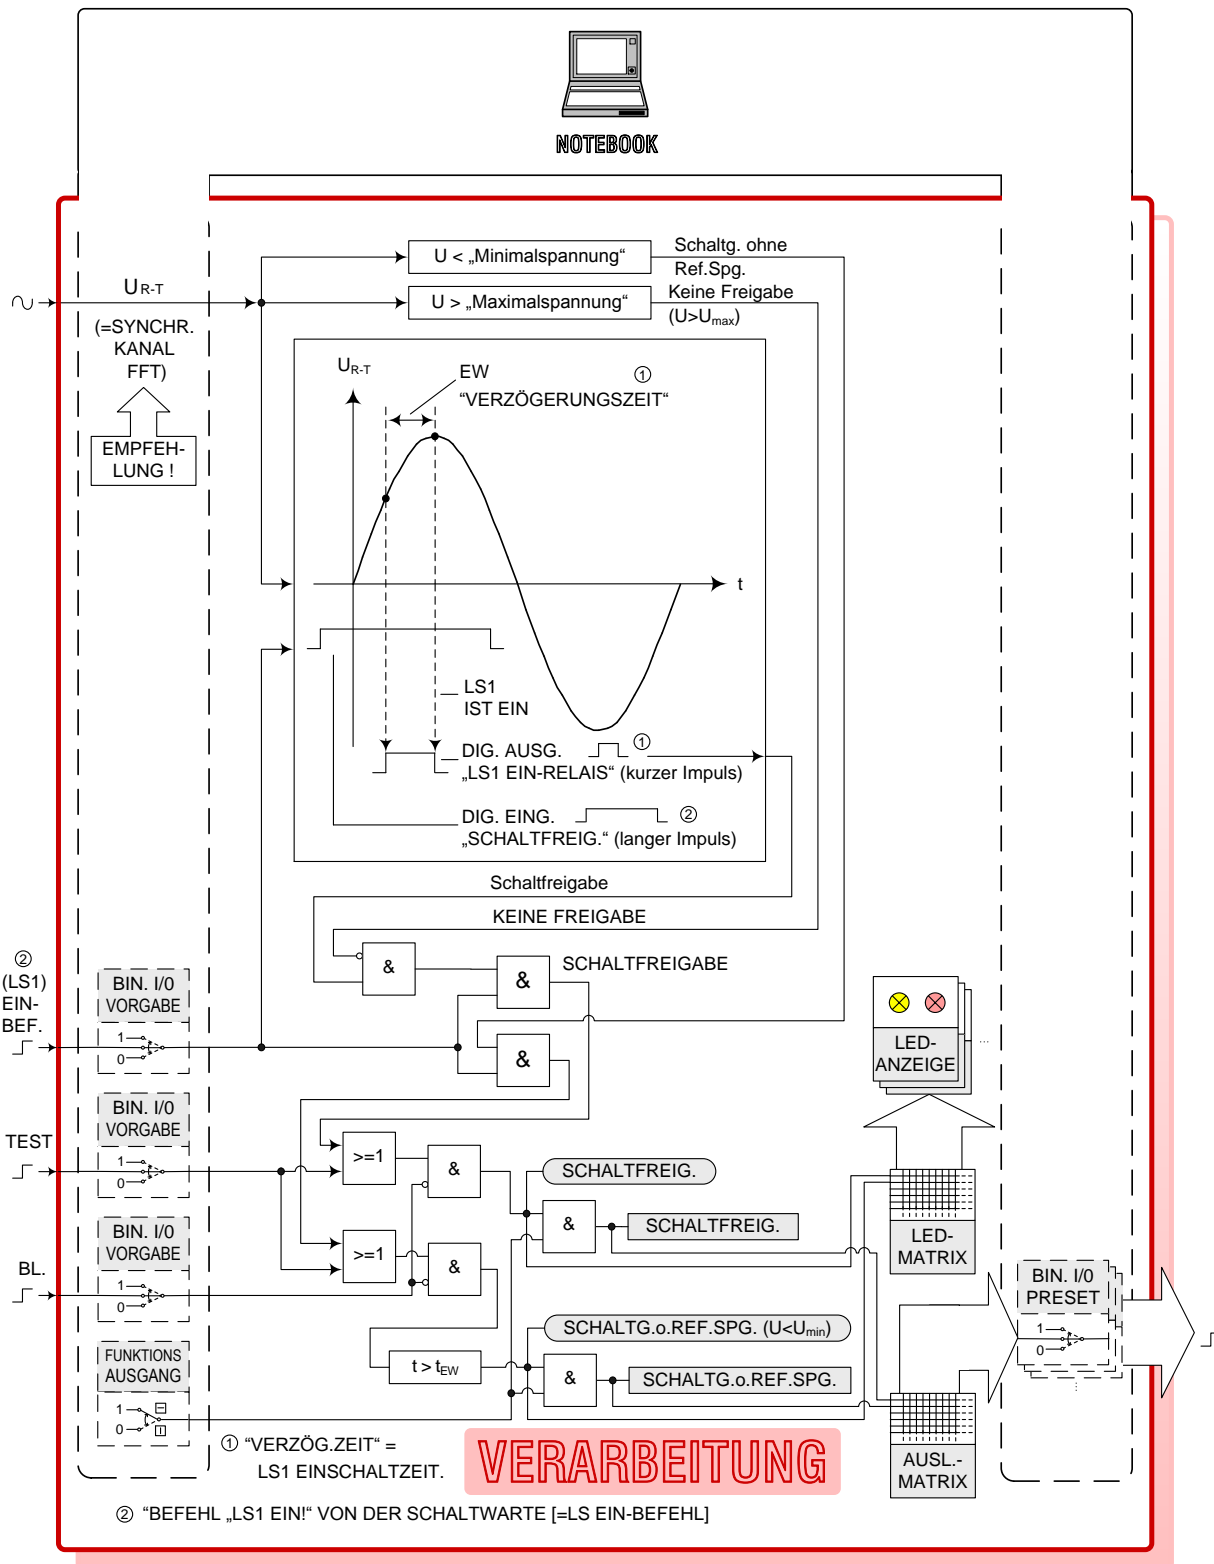 NOTEBOOK
U < „Minimalspannung“
Schaltg. ohne
Ref.Spg.
U R-T
U > „Maximalspannung“
Keine Freigabe
(U>Umax)
(=SYNCHR.
KANAL
FFT)
EMPFEH-
LUNG !
UR-T
EW
①
“VERZÖGERUNGSZEIT“
t
LS1
IST EIN
DIG. AUSG. ①
„LS1 EIN-RELAIS“ (kurzer Impuls)
DIG. EING. ②
„SCHALTFREIG.“ (langer Impuls)
Schaltfreigabe
KEINE FREIGABE
②
(LS1)
EIN-
BEF.
BIN. I/0
VORGABE
1
0
&
&
SCHALTFREIGABE
&
LED-
ANZEIGE
...
TEST
BIN. I/0
VORGABE
1
0
>=1
&
SCHALTFREIG.
&
SCHALTFREIG.
LED-
MATRIX
BL.
BIN. I/0
VORGABE
1
0
>=1
&
BIN. I/0
PRESET
1
0
...
FUNKTIONS
AUSGANG
1
0
SCHALTG.o.REF.SPG. (U<Umin)
t > tEW
&
SCHALTG.o.REF.SPG.
AUSL.-
MATRIX
① “VERZÖG.ZEIT“ =
LS1 EINSCHALTZEIT.
VERARBEITUNG
② “BEFEHL „LS1 EIN!“ VON DER SCHALTWARTE [=LS EIN-BEFEHL]